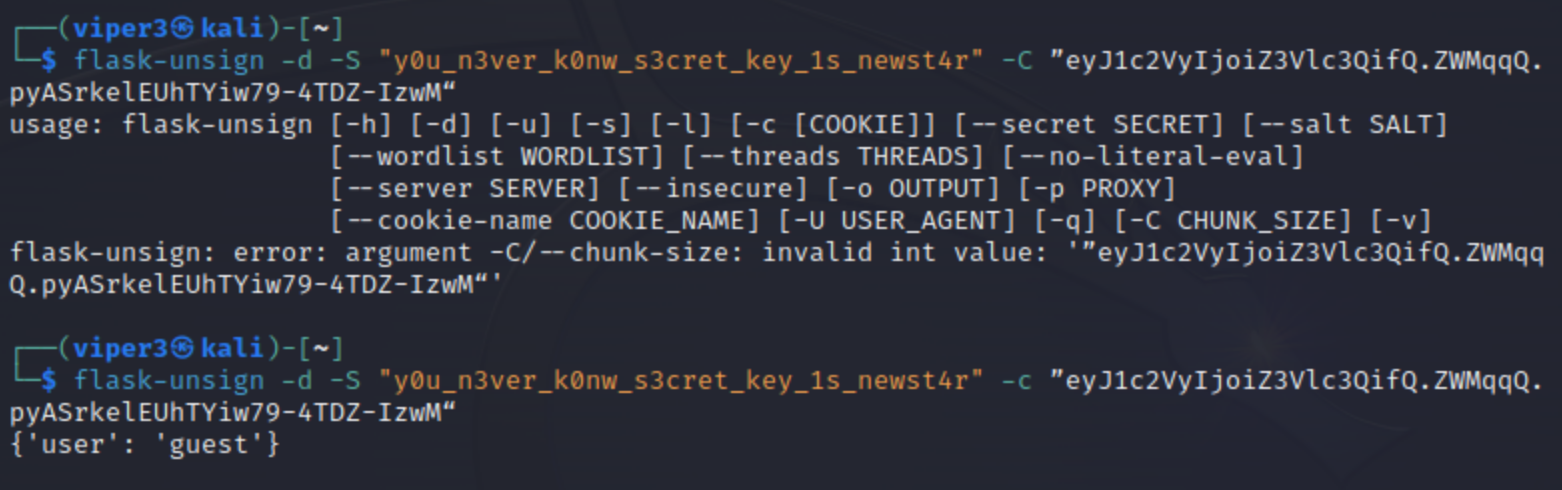 ┌──(viper3㉿kali)-[~]
└─$ flask-unsign -d -S "y0u_n3ver_k0nw_s3cret_key_1s_newst4r" -C ”eyJ1c2VyIjoiZ3Vlc3QifQ.ZWMqqQ.
pyASrkelEUhTYiw79-4TDZ-IzwM“
usage: flask-unsign [-h] [-d] [-u] [-s] [-l] [-c [COOKIE]] [--secret SECRET] [--salt SALT]
                    [--wordlist WORDLIST] [--threads THREADS] [--no-literal-eval]
                    [--server SERVER] [--insecure] [-o OUTPUT] [-p PROXY]
                    [--cookie-name COOKIE_NAME] [-U USER_AGENT] [-q] [-C CHUNK_SIZE] [-v]
flask-unsign: error: argument -C/--chunk-size: invalid int value: '”eyJ1c2VyIjoiZ3Vlc3QifQ.ZWMqq
Q.pyASrkelEUhTYiw79-4TDZ-IzwM“'

┌──(viper3㉿kali)-[~]
└─$ flask-unsign -d -S "y0u_n3ver_k0nw_s3cret_key_1s_newst4r" -c ”eyJ1c2VyIjoiZ3Vlc3QifQ.ZWMqqQ.
pyASrkelEUhTYiw79-4TDZ-IzwM“
{'user': 'guest'}